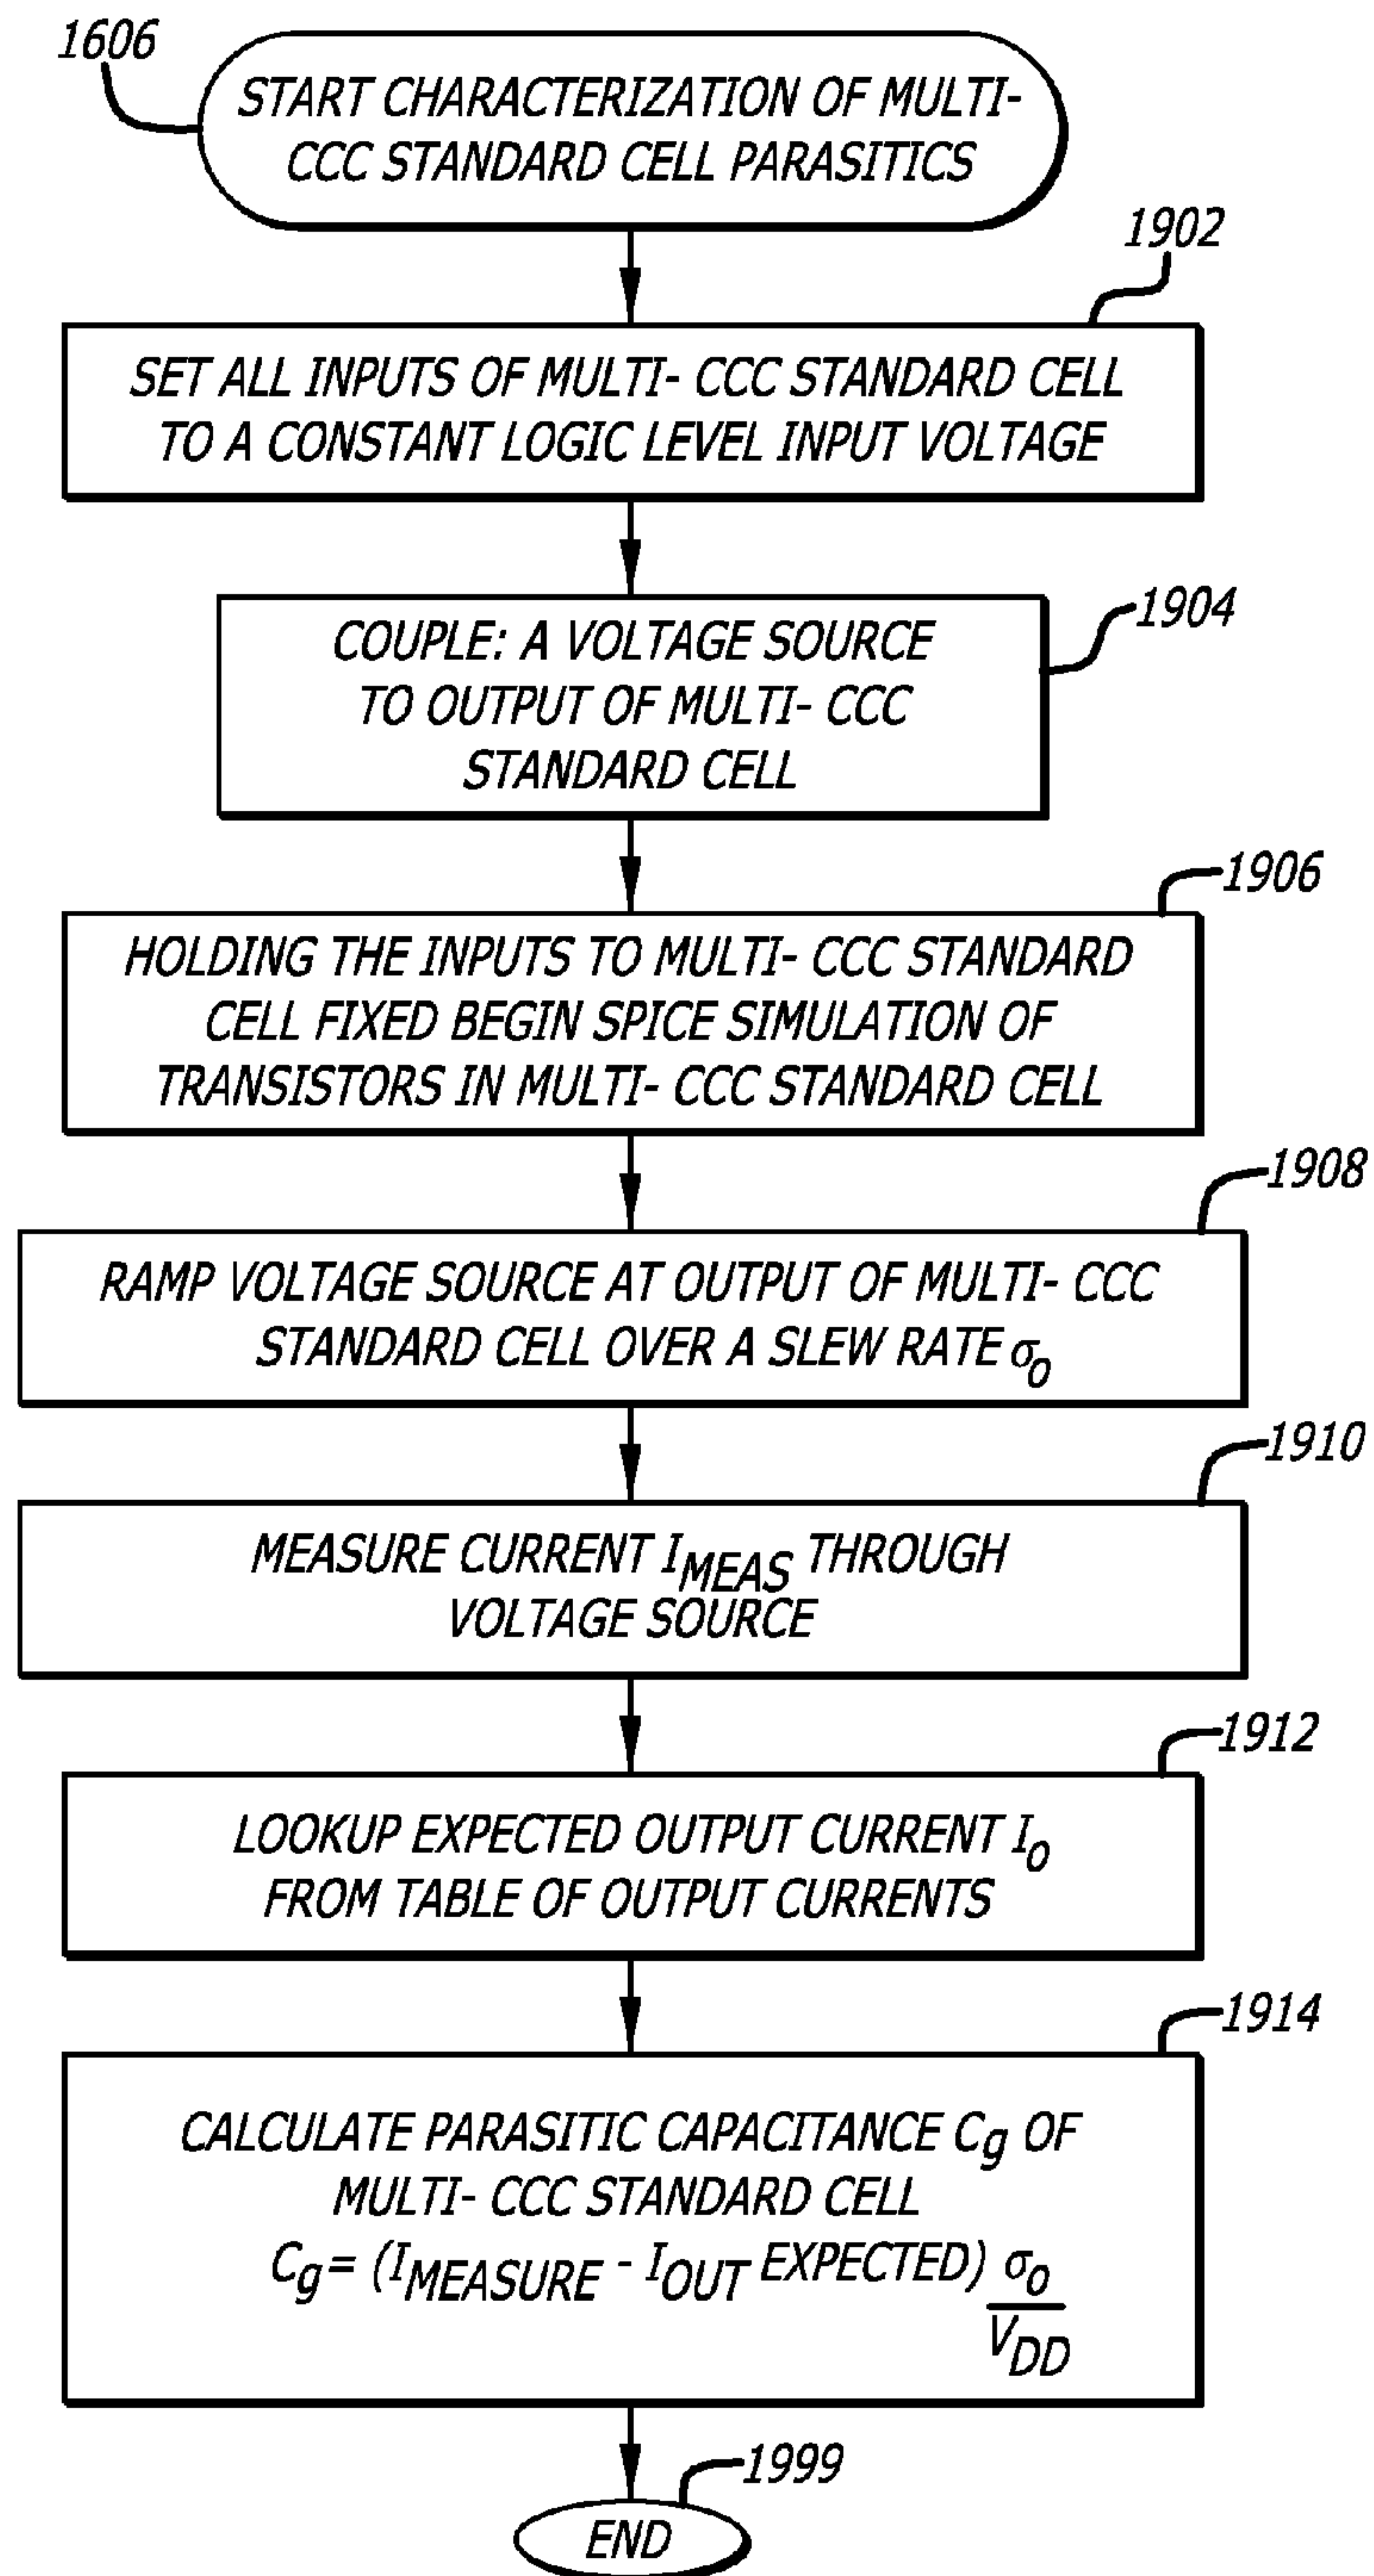 1606
START CHARACTERIZATION OF MULTI-
CCC STANDARD CELL PARASITICS
1902
SET ALL INPUTS OF MULTI- CCC STANDARD CELL
TO A CONSTANT LOGIC LEVEL INPUT VOLTAGE
1904
COUPLE: A VOLTAGE SOURCE
TO OUTPUT OF MULTI- CCC
STANDARD CELL
1906
HOLDING THE INPUTS TO MULTI- CCC STANDARD
CELL FIXED BEGIN SPICE SIMULATION OF
TRANSISTORS IN MULTI- CCC STANDARD CELL
1908
RAMP VOLTAGE SOURCE AT OUTPUT OF MULTI- CCC
STANDARD CELL OVER A SLEW RATE σo
1910
MEASURE CURRENT IMEAS THROUGH
VOLTAGE SOURCE
1912
LOOKUP EXPECTED OUTPUT CURRENT Io
FROM TABLE OF OUTPUT CURRENTS
1914
CALCULATE PARASITIC CAPACITANCE Cg OF
MULTI- CCC STANDARD CELL
Cg = (IMEASURE - IOUT EXPECTED) σo
VDD
1999
END